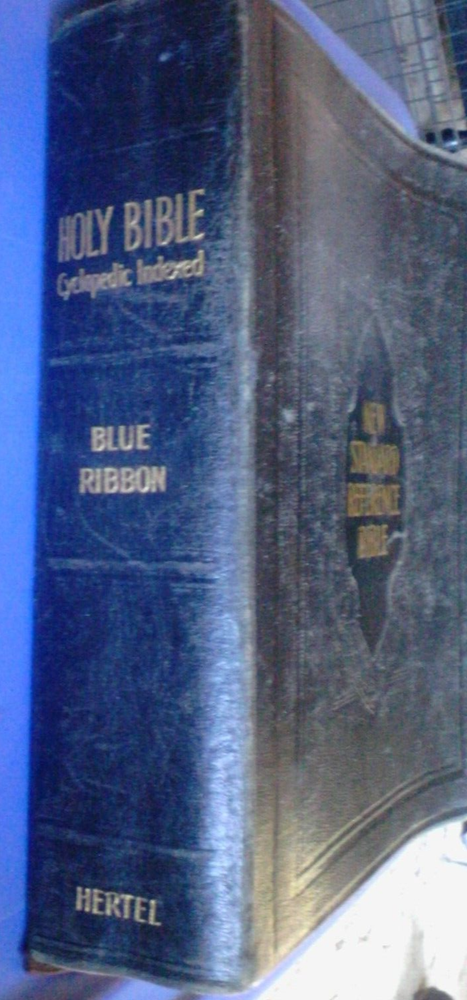 HOLY BIBLE
Cyclopedic Indexed
BLUE
RIBBON
HERTEL
NEW
STANDARD
REFERENCE
BIBLE